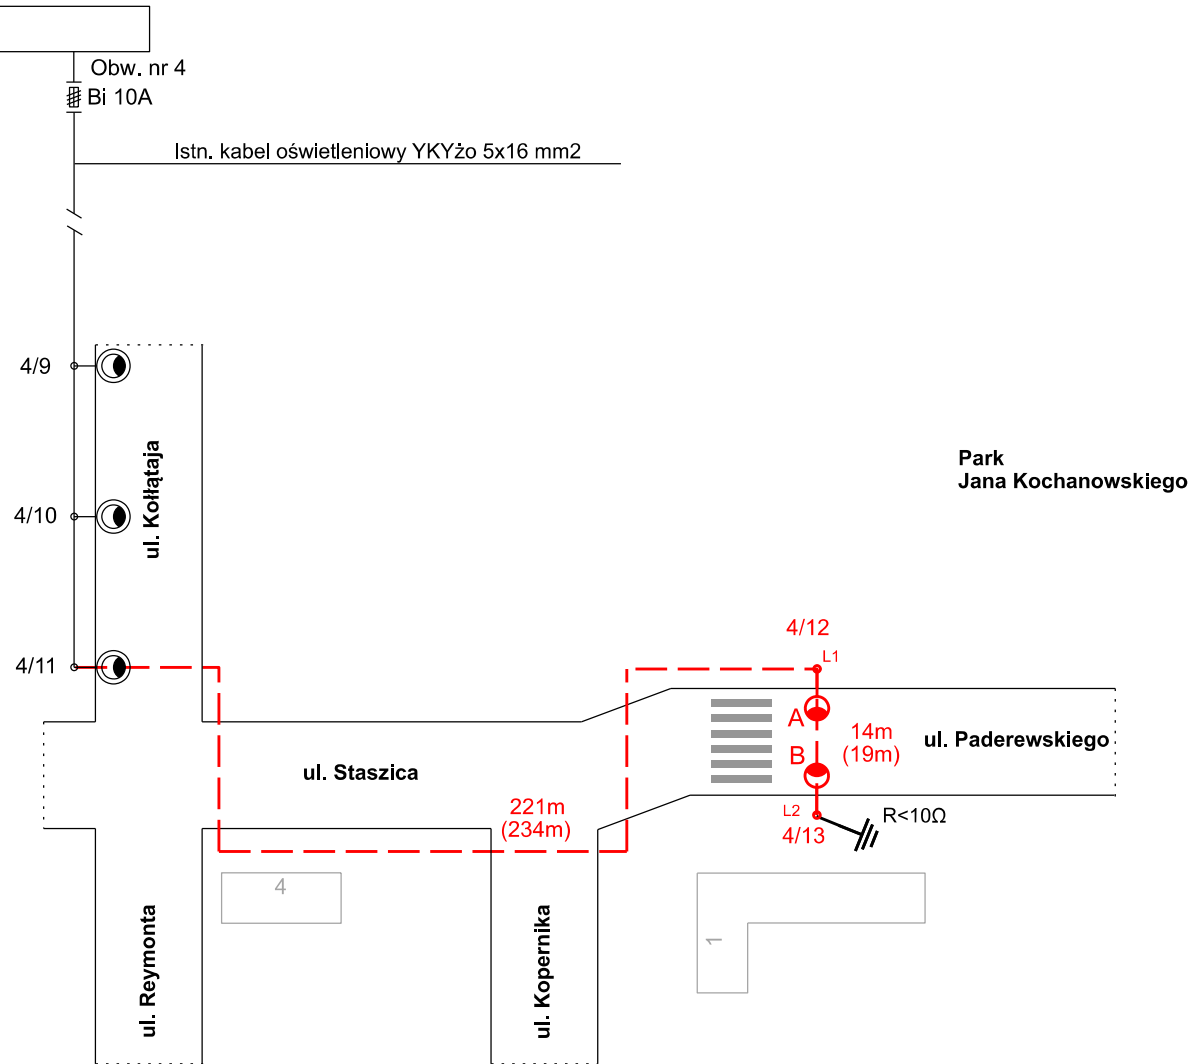 Obw. nr 4
Bi 10A
Istn. kabel oświetleniowy YKYżo 5x16 mm2
4/9
4/10
4/11
ul. Kołłątaja
Park
Jana Kochanowskiego
4/12
L1
A
B
14m
(19m)
ul. Paderewskiego
ul. Staszica
221m
(234m)
L2
4/13
R<10Ω
4
1
ul. Reymonta
ul. Kopernika